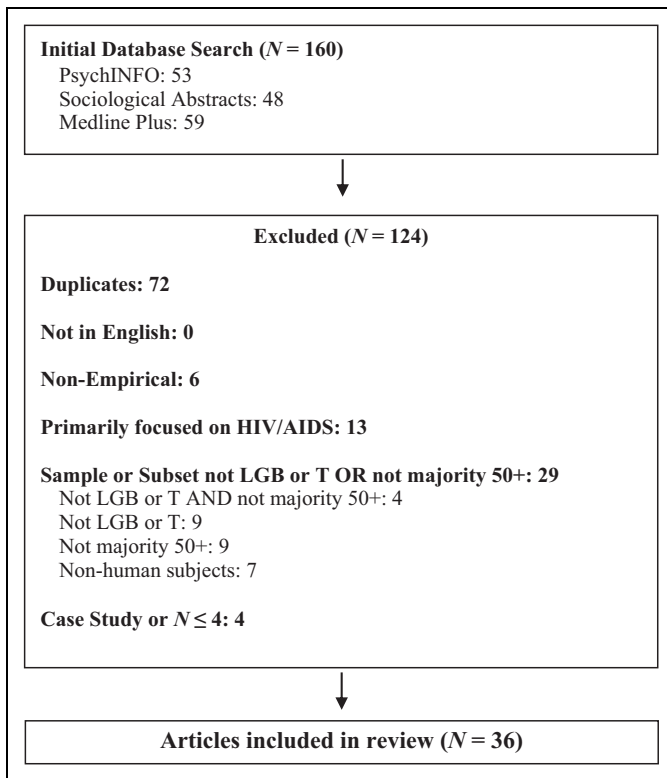 Initial Database Search (N = 160)
PsychINFO: 53
Sociological Abstracts: 48
Medline Plus: 59
Excluded (N = 124)
Duplicates: 72
Not in English: 0
Non-Empirical: 6
Primarily focused on HIV/AIDS: 13
Sample or Subset not LGB or T OR not majority 50+: 29
Not LGB or T AND not majority 50+: 4
Not LGB or T: 9
Not majority 50+: 9
Non-human subjects: 7
Case Study or N ≤ 4: 4
Articles included in review (N = 36)